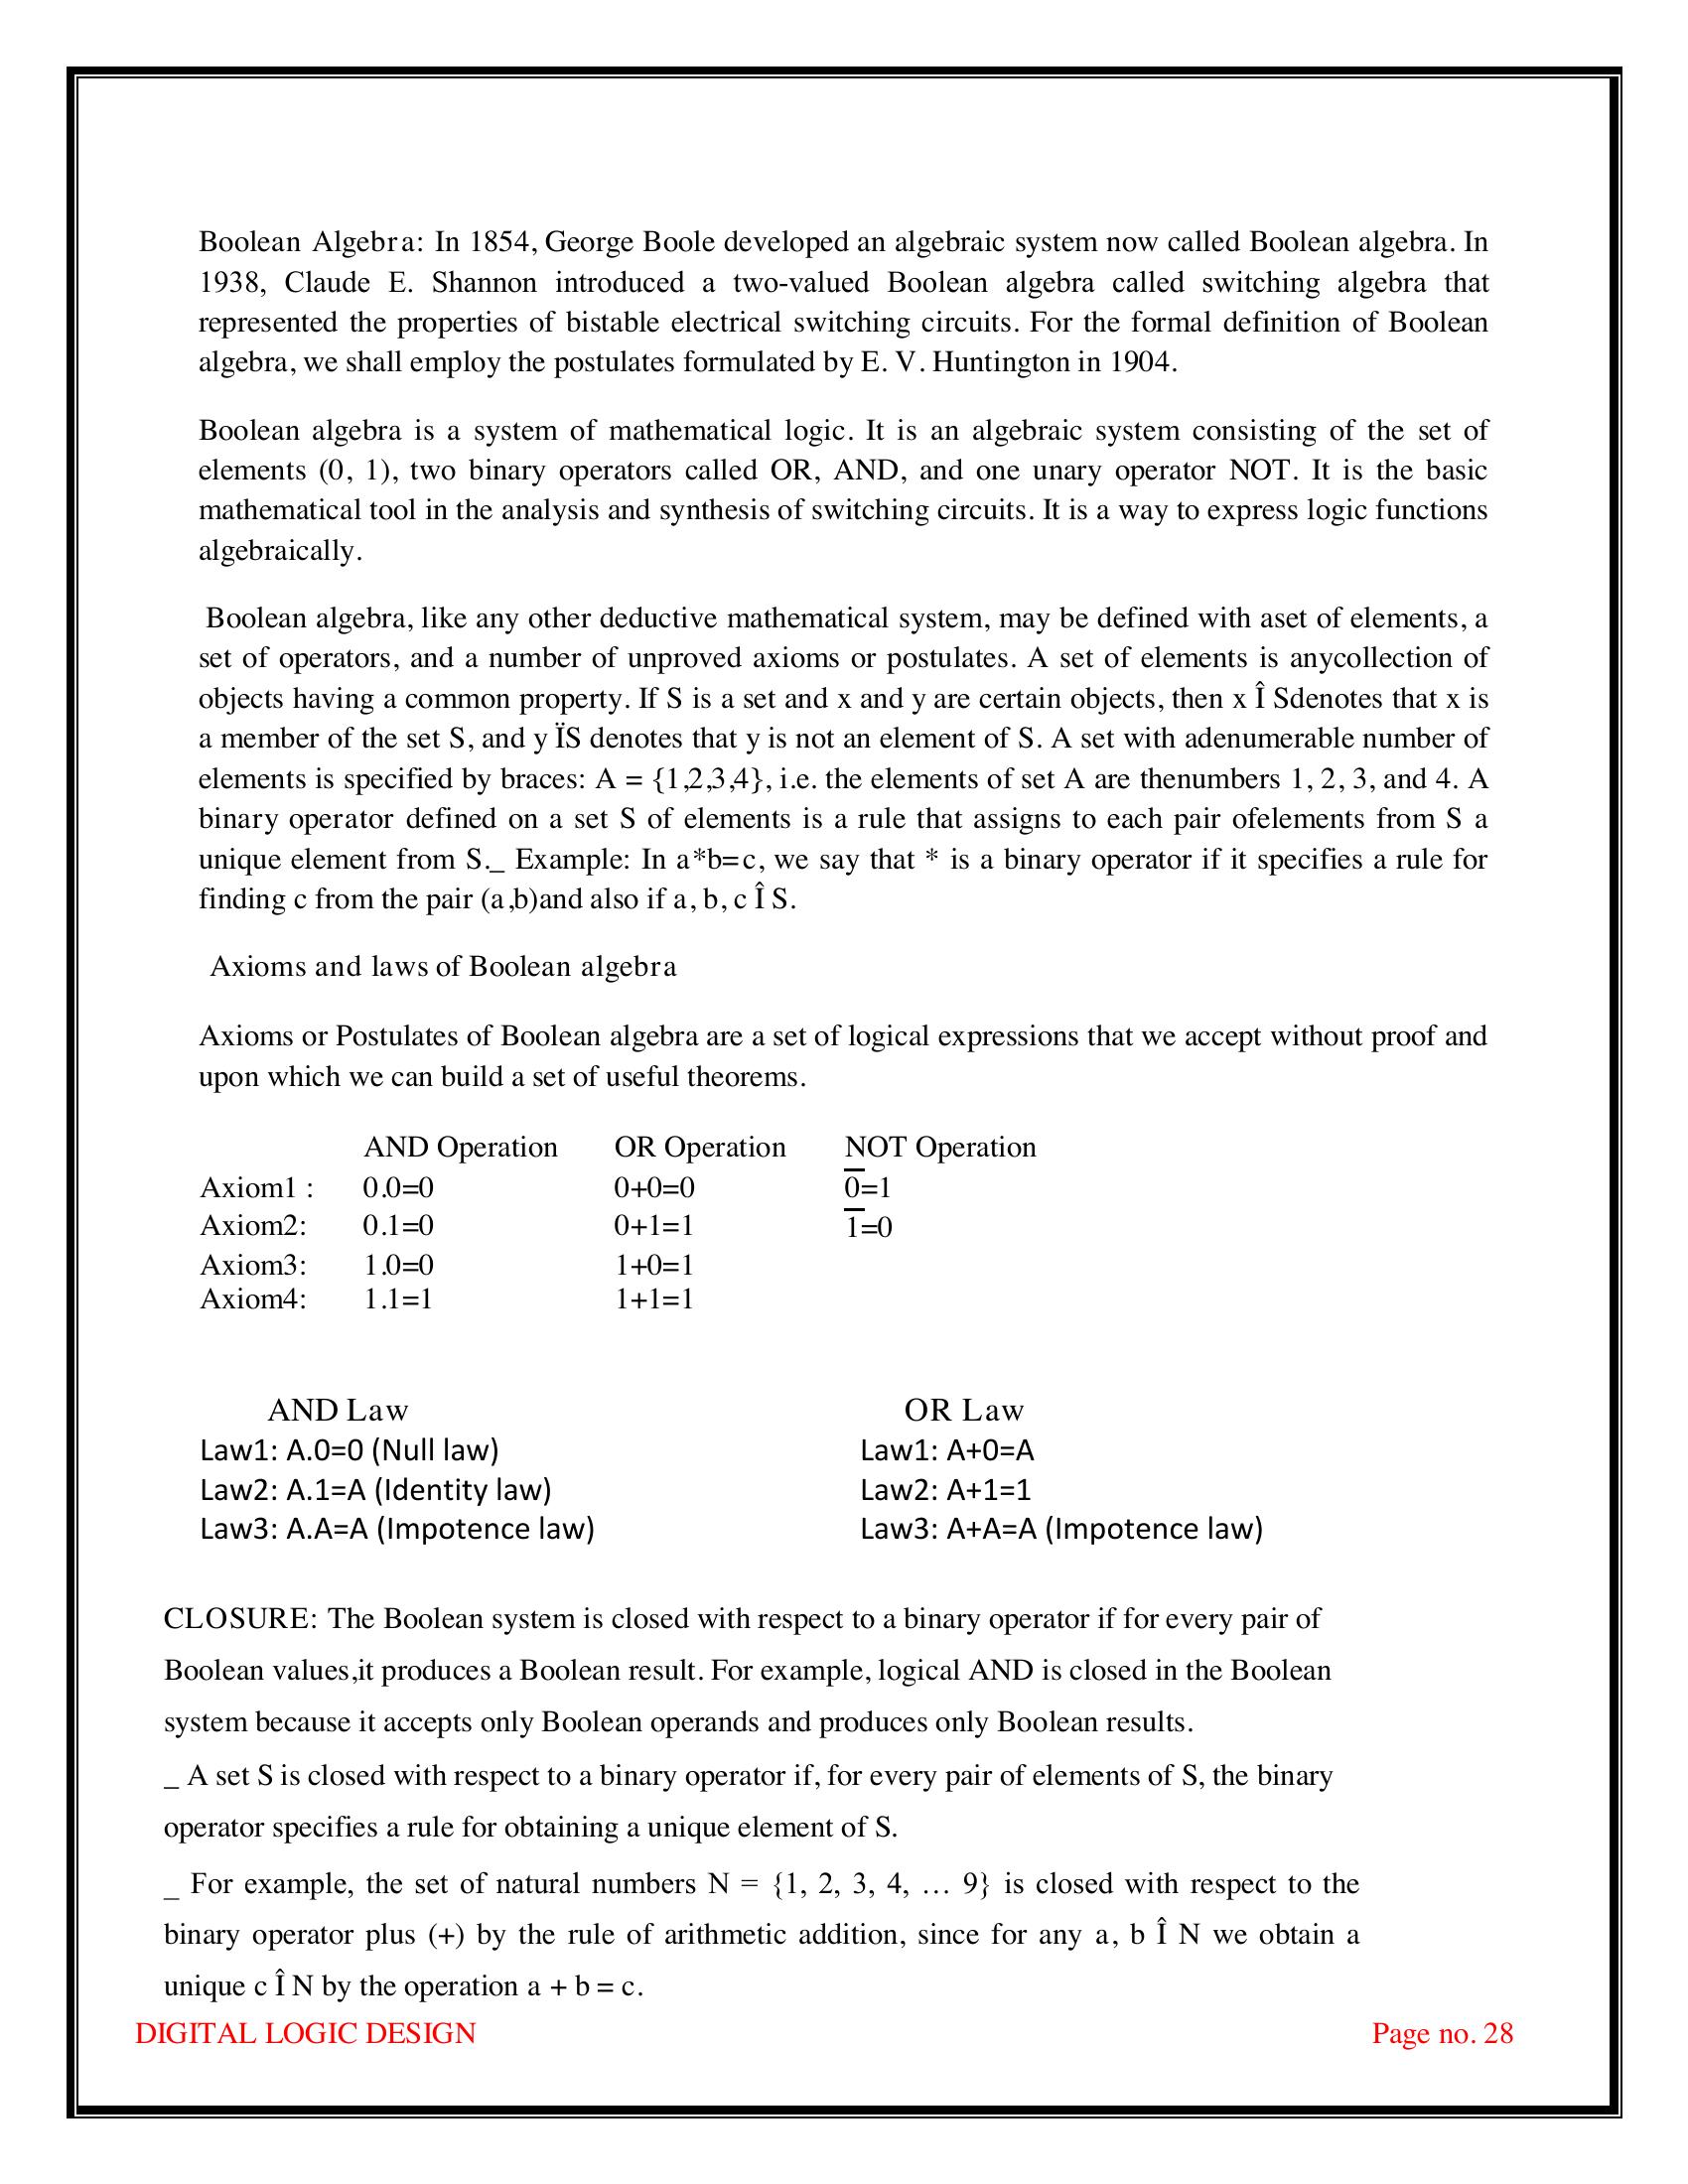 Boolean Algebra: In 1854, George Boole developed an algebraic system now called Boolean algebra. In
1938, Claude E. Shannon introduced a two-valued Boolean algebra called switching algebra that
represented the properties of bistable electrical switching circuits. For the formal definition of Boolean
algebra, we shall employ the postulates formulated by E. V. Huntington in 1904.
Boolean algebra is a system of mathematical logic. It is an algebraic system consisting of the set of
elements (0, 1), two binary operators called OR, AND, and one unary operator NOT. It is the basic
mathematical tool in the analysis and synthesis of switching circuits. It is a way to express logic functions
algebraically.
Boolean algebra, like any other deductive mathematical system, may be defined with aset of elements, a
set of operators, and a number of unproved axioms or postulates. A set of elements is anycollection of
objects having a common property. If S is a set and x and y are certain objects, then x Î Sdenotes that x is
a member of the set S, and y ÏS denotes that y is not an element of S. A set with adenumerable number of
elements is specified by braces: A = {1,2,3,4}, i.e. the elements of set A are thenumbers 1, 2, 3, and 4. A
binary operator defined on a set S of elements is a rule that assigns to each pair ofelements from S a
unique element from S._ Example: In a*b=c, we say that * is a binary operator if it specifies a rule for
finding c from the pair (a,b)and also if a, b, c Î S.
Axioms and laws of Boolean algebra
Axioms or Postulates of Boolean algebra are a set of logical expressions that we accept without proof and
upon which we can build a set of useful theorems.
AND Operation OR Operation NOT Operation
Axiom1 : 0.0=0 0+0=0 0̅=1
Axiom2: 0.1=0 0+1=1 1̅=0
Axiom3: 1.0=0 1+0=1
Axiom4: 1.1=1 1+1=1
AND Law OR Law
Law1: A.0=0 (Null law) Law1: A+0=A
Law2: A.1=A (Identity law) Law2: A+1=1
Law3: A.A=A (Impotence law) Law3: A+A=A (Impotence law)
CLOSURE: The Boolean system is closed with respect to a binary operator if for every pair of
Boolean values,it produces a Boolean result. For example, logical AND is closed in the Boolean
system because it accepts only Boolean operands and produces only Boolean results.
_ A set S is closed with respect to a binary operator if, for every pair of elements of S, the binary
operator specifies a rule for obtaining a unique element of S.
_ For example, the set of natural numbers N = {1, 2, 3, 4, … 9} is closed with respect to the
binary operator plus (+) by the rule of arithmetic addition, since for any a, b Î N we obtain a
unique c Î N by the operation a + b = c.
DIGITAL LOGIC DESIGN Page no. 28